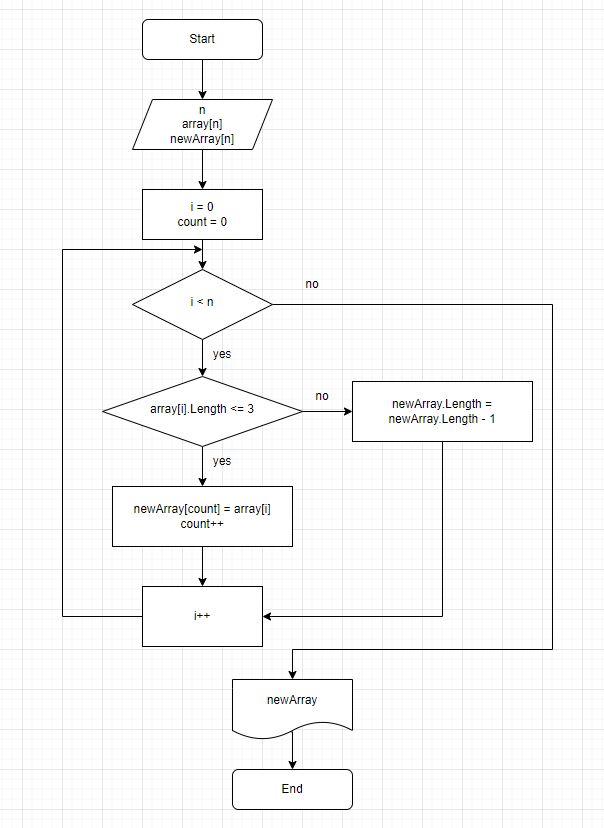 Start
n
array[n]
newArray[n]
i = 0
count = 0
i < n
no
yes
array[i].Length <= 3
no
newArray.Length =
newArray.Length - 1
yes
newArray[count] = array[i]
count++
i++
newArray
End